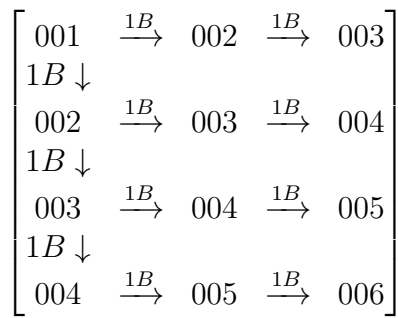 001 1B → 002 1B → 003
1B ↓
002 1B → 003 1B → 004
1B ↓
003 1B → 004 1B → 005
1B ↓
004 1B → 005 1B → 006